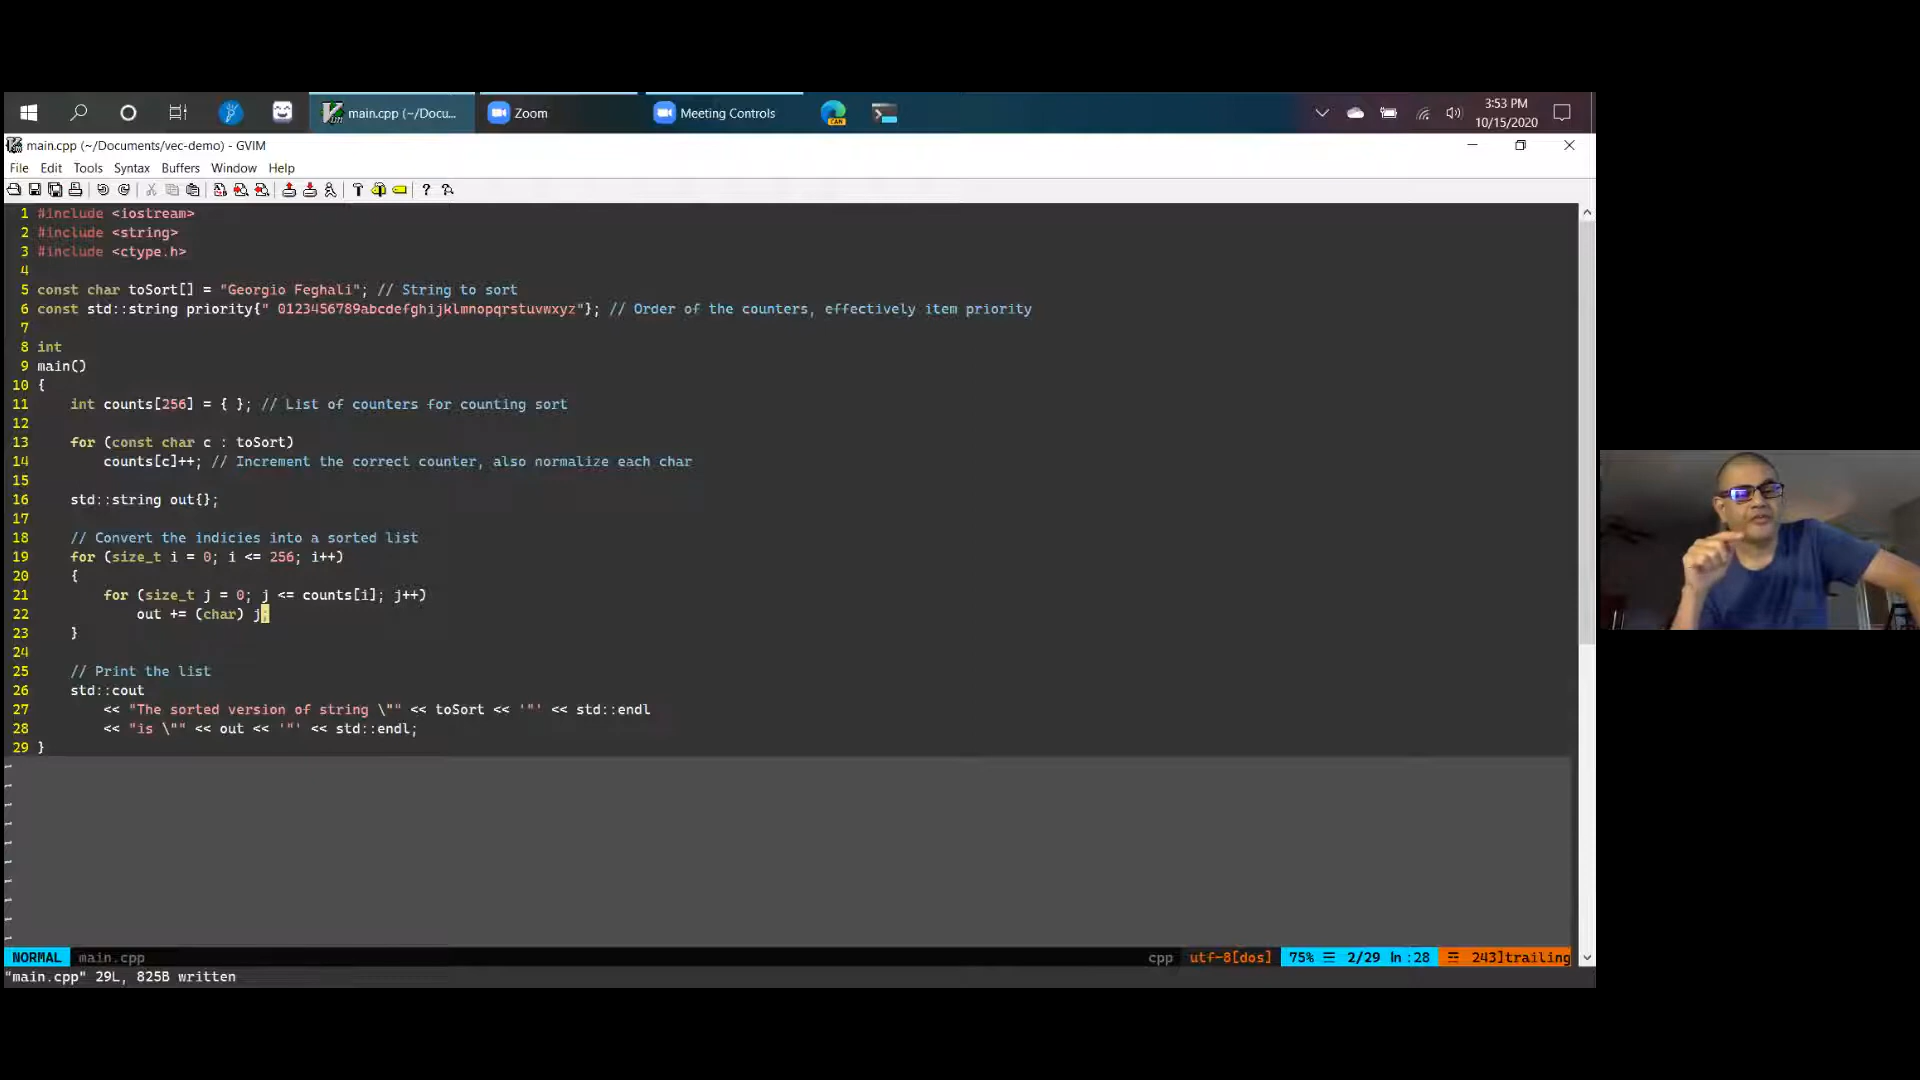 main.cpp (~/Docu...
Zoom
Meeting Controls
CAN
3:53 PM
10/15/2020
main.cpp (~/Documents/vec-demo) - GVIM
File Edit Tools Syntax Buffers Window Help
1 #include <iostream>
2 #include <string>
3 #include <ctype.h>
4
5 const char toSort[] = "Georgio Feghali"; // String to sort
6 const std::string priority{" 0123456789abcdefghijklmnopqrstuvwxyz"}; // Order of the counters, effectively item priority
7
8 int
9 main()
10 {
11 int counts[256] = { }; // List of counters for counting sort
12
13 for (const char c : toSort)
14 counts[c]++; // Increment the correct counter, also normalize each char
15
16 std::string out{};
17
18 // Convert the indicies into a sorted list
19 for (size_t i = 0; i <= 256; i++)
20 {
21 for (size_t j = 0; j <= counts[i]; j++)
22 out += (char) j;
23 }
24
25 // Print the list
26 std::cout
27 << "The sorted version of string \"" << toSort << '"' << std::endl
28 << "is \"" << out << '"' << std::endl;
29 }
NORMAL main.cpp cpp utf-8[dos] 75% ☰ 2/29 ln:28 ☴ 243]trailing
"main.cpp" 29L, 825B written